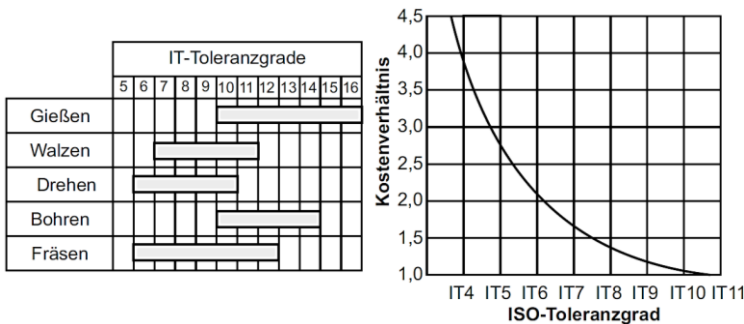 IT-Toleranzgrade
5 6 7 8 9 10 11 12 13 14 15 16
Gießen
Walzen
Drehen
Bohren
Fräsen
Kostenverhältnis
4,5
4,0
3,5
3,0
2,5
2,0
1,5
1,0
IT4 IT5 IT6 IT7 IT8 IT9 IT10 IT11
ISO-Toleranzgrad